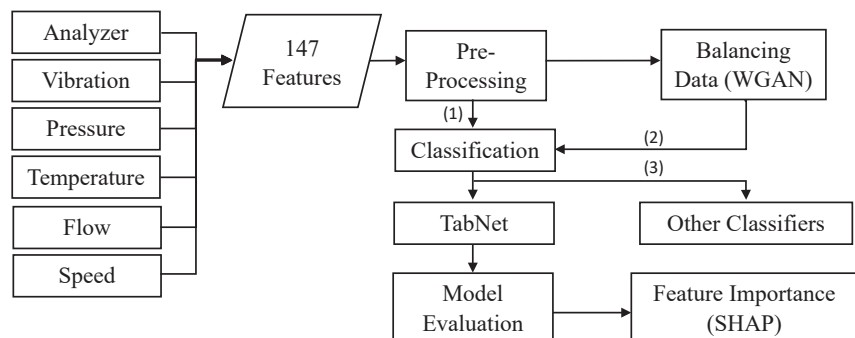 Analyzer
Vibration
Pressure
Temperature
Flow
Speed
147
Features
Pre-
Processing
Balancing
Data (WGAN)
(1)
(2)
Classification
(3)
TabNet
Other Classifiers
Model
Evaluation
Feature Importance
(SHAP)